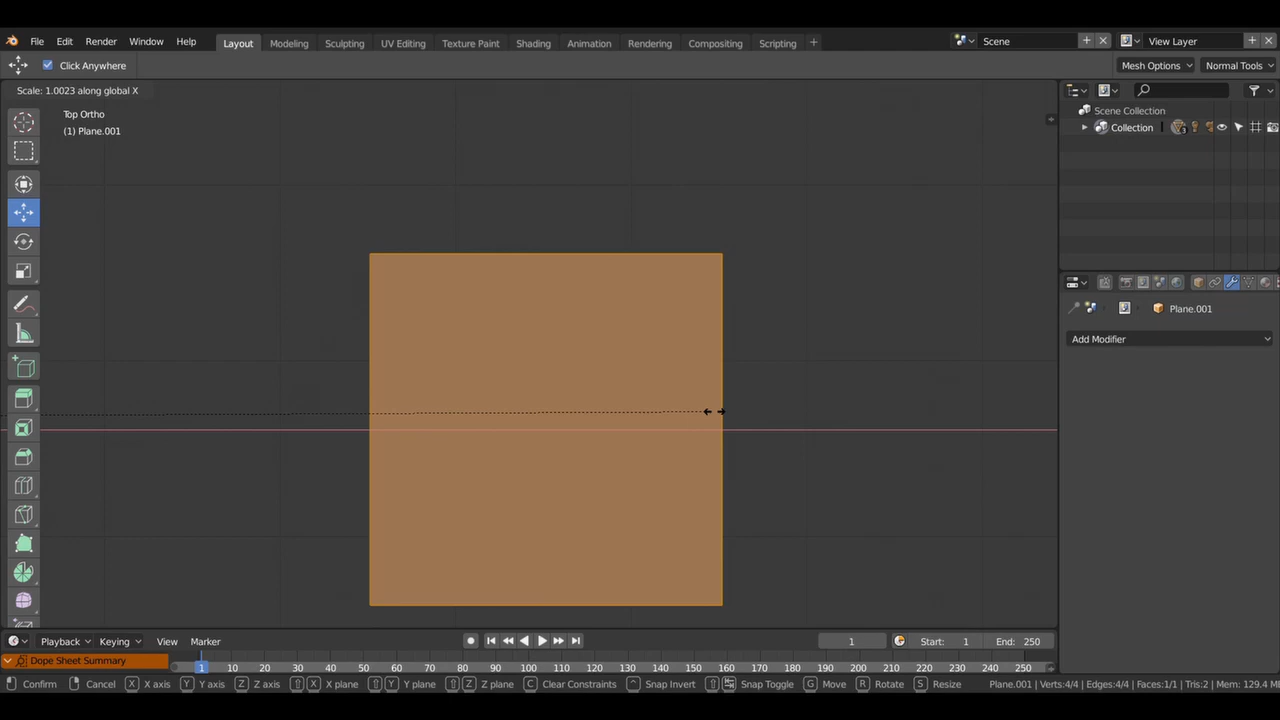 File Edit Render Window Help Layout Modeling Sculpting UV Editing Texture Paint Shading Animation Rendering Compositing Scripting + Scene View Layer
Click Anywhere Mesh Options Normal Tools
Scale: 1.0023 along global X
Top Ortho
(1) Plane.001
Scene Collection
Collection
Plane.001
Add Modifier
Playback Keying View Marker 1 Start: 1 End: 250
Dope Sheet Summary 1 10 20 30 40 50 60 70 80 90 100 110 120 130 140 150 160 170 180 190 200 210 220 230 240 250
Confirm Cancel X X axis Y Y axis Z Z axis X X plane Y Y plane Z Z plane C Clear Constraints ^ Snap Invert Snap Toggle G Move R Rotate S Resize Plane.001 | Verts:4/4 | Edges:4/4 | Faces:1/1 | Tris:2 | Mem: 129.4 M